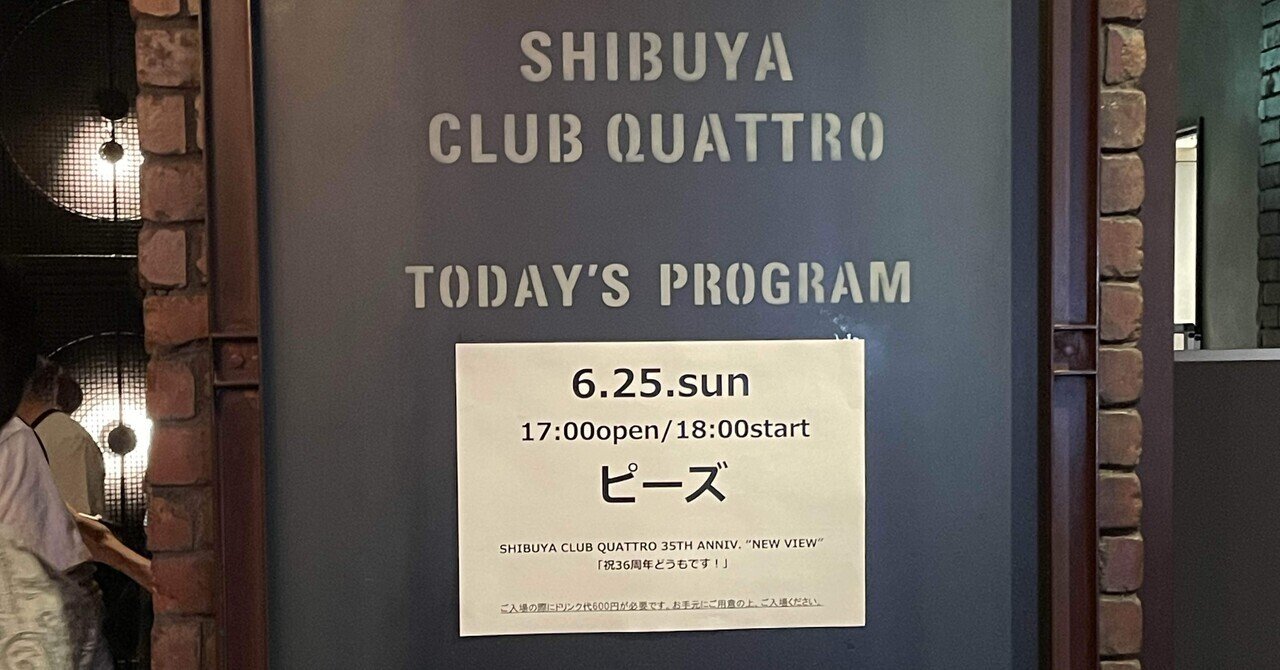 SHIBUYA
CLUB QUATTRO
TODAY'S PROGRAM
6.25.sun
17:00open/18:00start
ピーズ
SHIBUYA CLUB QUATTRO 35TH ANNIV. "NEW VIEW"
「祝36周年どうもです！」
ご入場の際にドリンク代600円が必要です。お手元にご用意の上、ご入場ください。